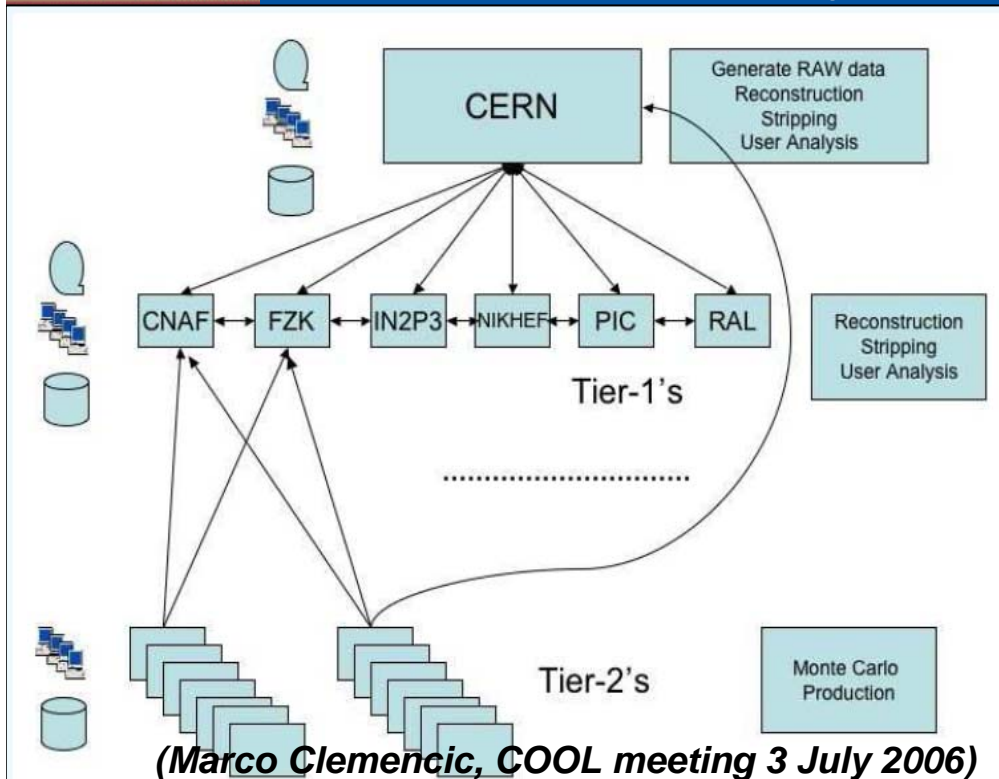 CERN
Generate RAW data
Reconstruction
Stripping
User Analysis
CNAF
FZK
IN2P3
NIKHEF
PIC
RAL
Reconstruction
Stripping
User Analysis
Tier-1's
Tier-2's
Monte Carlo
Production
(Marco Clemencic, COOL meeting 3 July 2006)